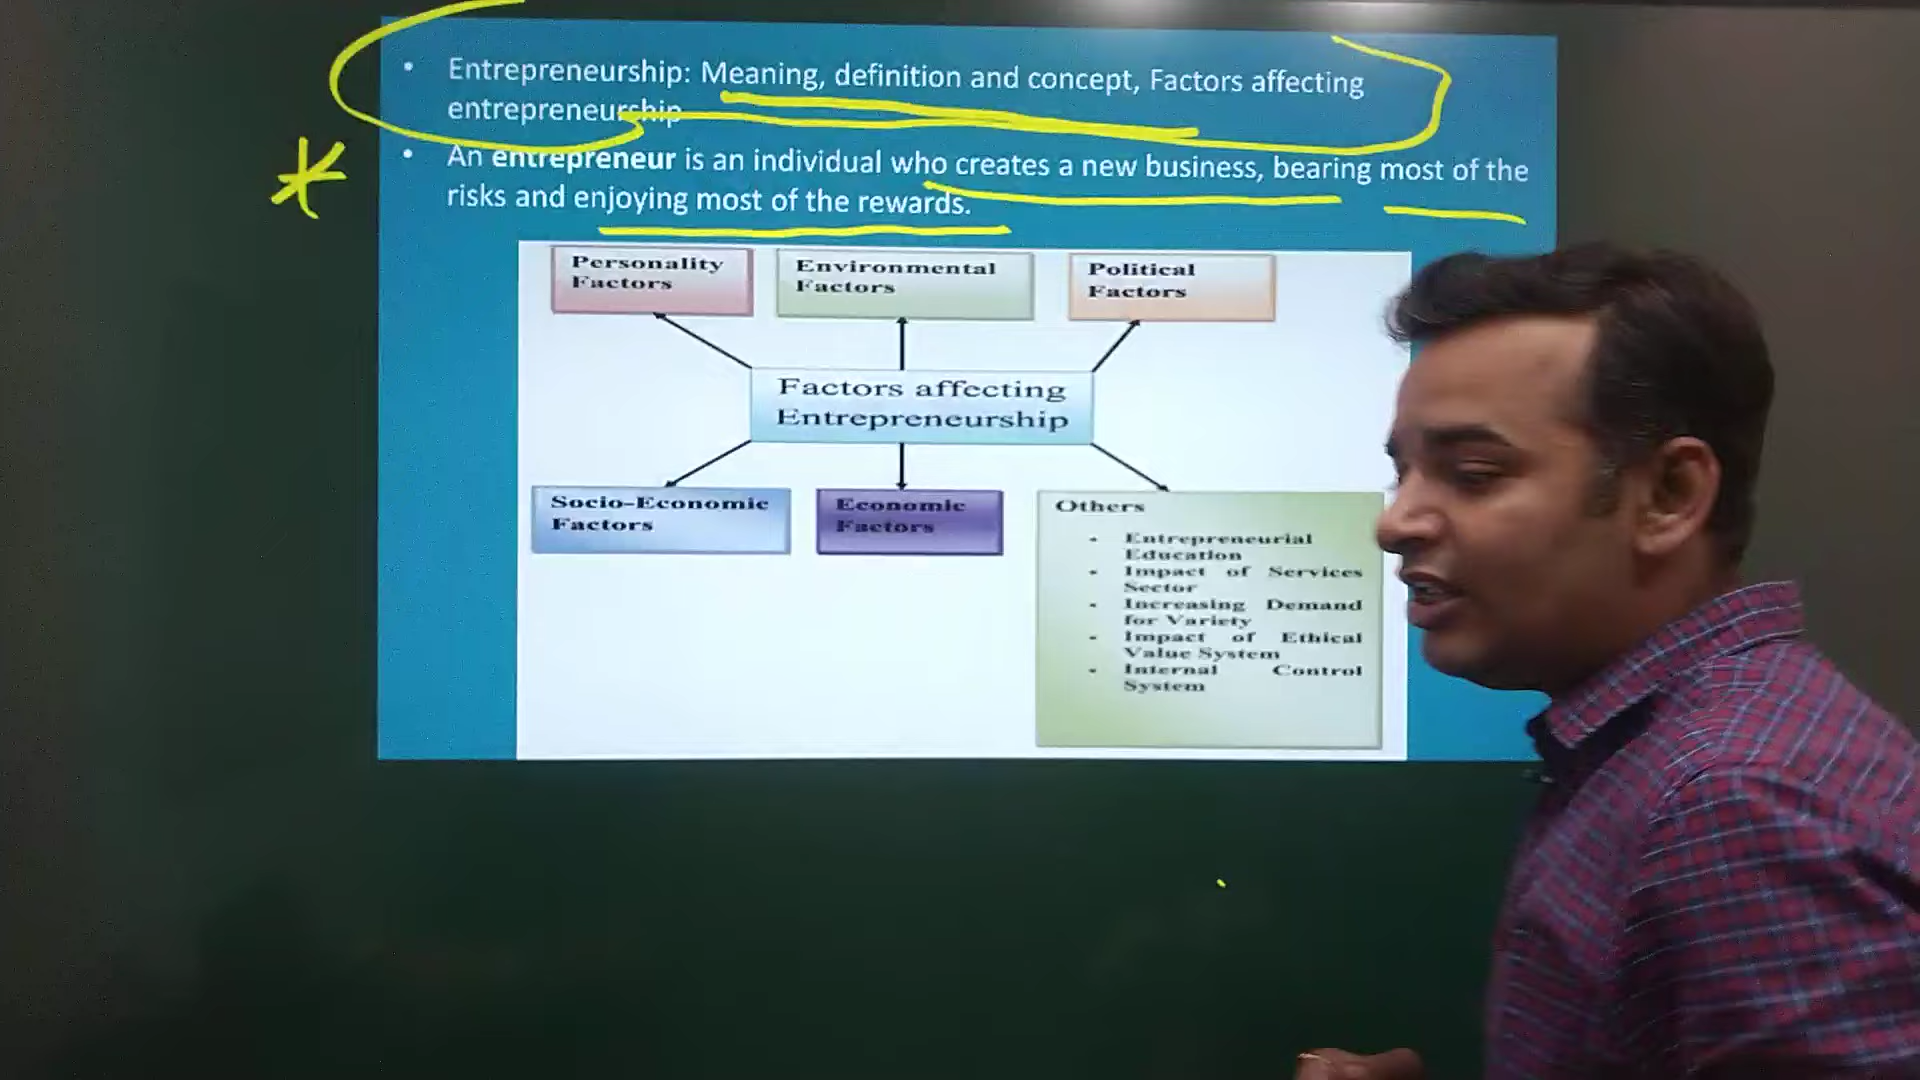 • Entrepreneurship: Meaning, definition and concept, Factors affecting
entrepreneurship
• An entrepreneur is an individual who creates a new business, bearing most of the
risks and enjoying most of the rewards.
Personality
Factors
Environmental
Factors
Political
Factors
Factors affecting
Entrepreneurship
Socio-Economic
Factors
Economic
Factors
Others
• Entrepreneurial
Education
• Impact of Services
Sector
• Increasing Demand
for Variety
• Impact of Ethical
Value System
• Internal Control
System